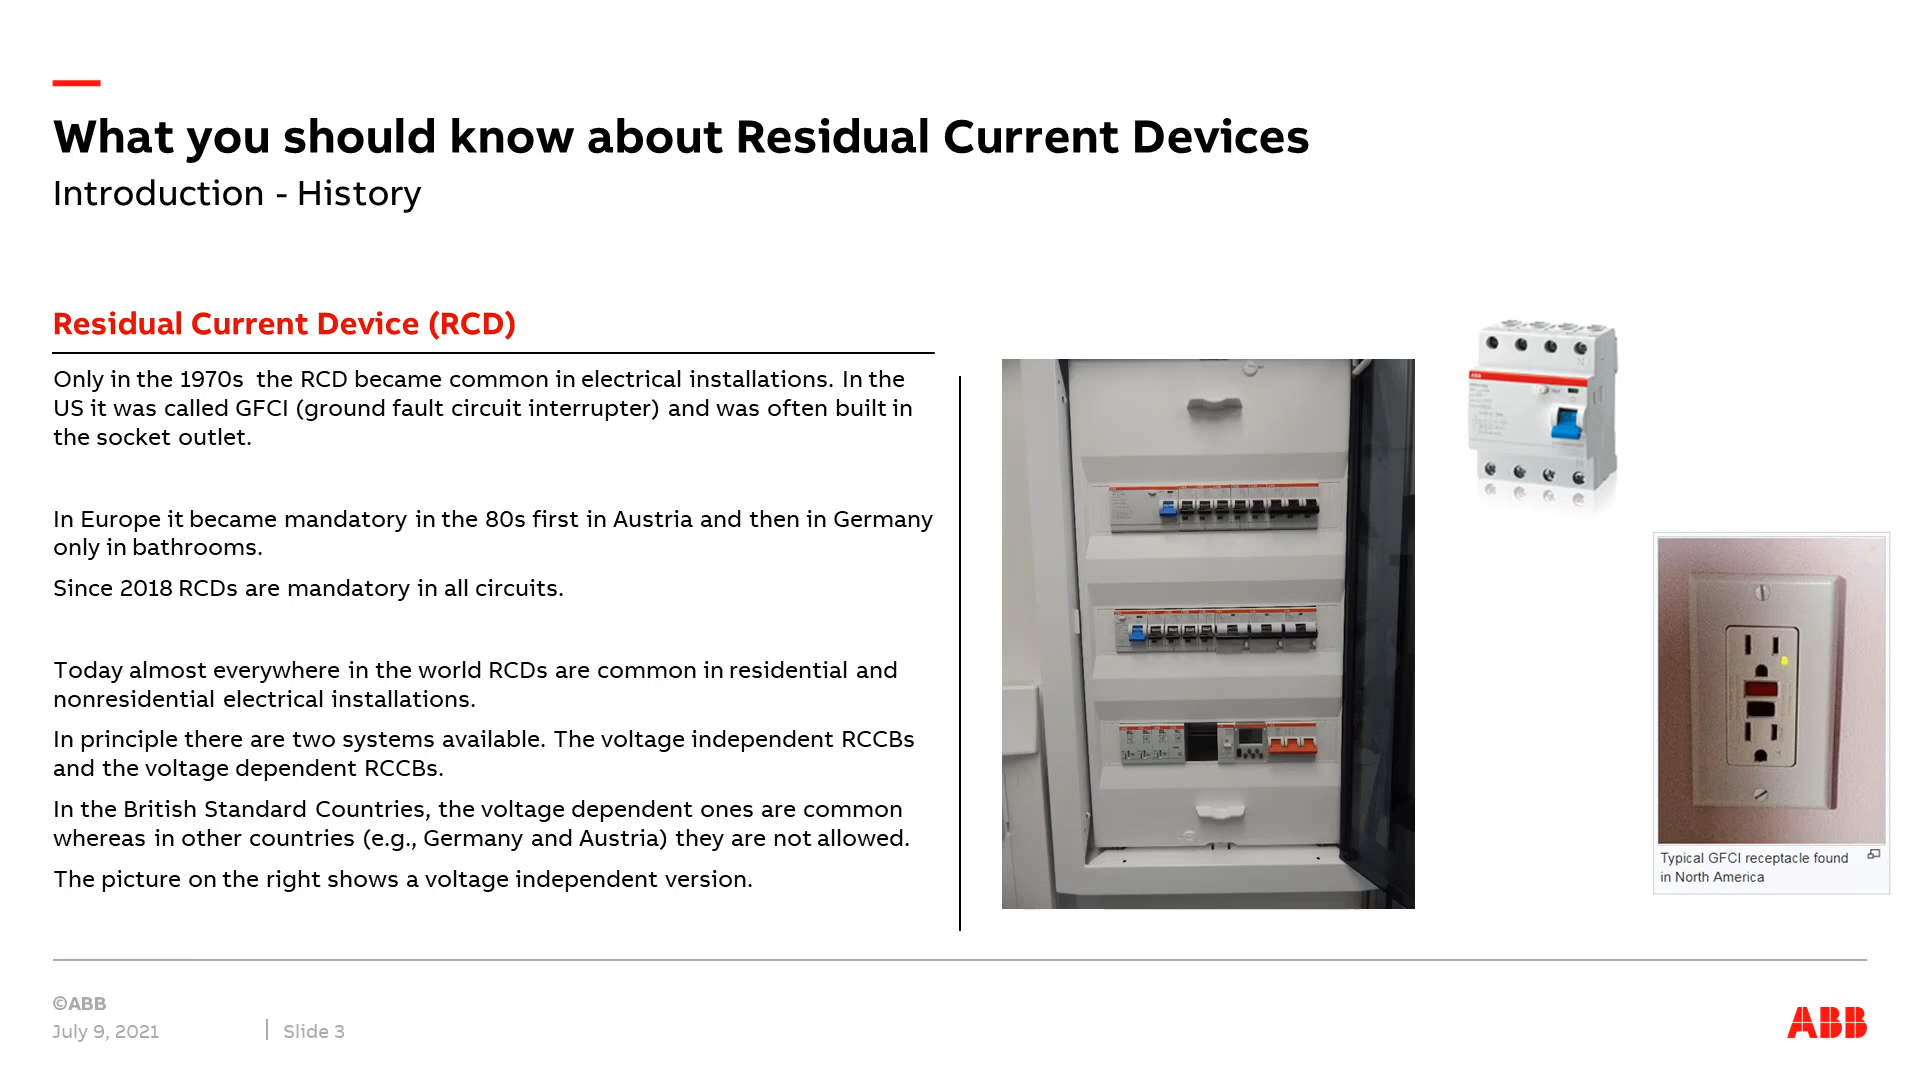 What you should know about Residual Current Devices
Introduction - History
Residual Current Device (RCD)
Only in the 1970s the RCD became common in electrical installations. In the
US it was called GFCI (ground fault circuit interrupter) and was often built in
the socket outlet.
In Europe it became mandatory in the 80s first in Austria and then in Germany
only in bathrooms.
Since 2018 RCDs are mandatory in all circuits.
Today almost everywhere in the world RCDs are common in residential and
nonresidential electrical installations.
In principle there are two systems available. The voltage independent RCCBs
and the voltage dependent RCCBs.
In the British Standard Countries, the voltage dependent ones are common
whereas in other countries (e.g., Germany and Austria) they are not allowed.
The picture on the right shows a voltage independent version.
Typical GFCI receptacle found
in North America
©ABB
July 9, 2021
Slide 3
ABB